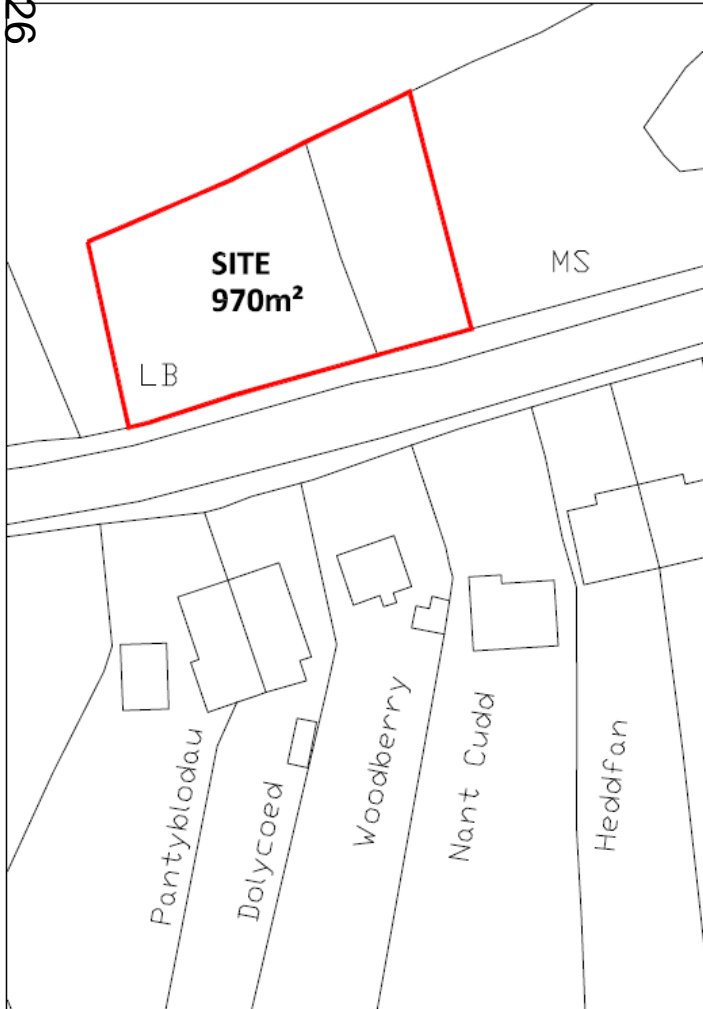 26
SITE
970m²
MS
LB
Pantyblodau
Dolycoed
Woodberry
Nant Cudd
Heddfan